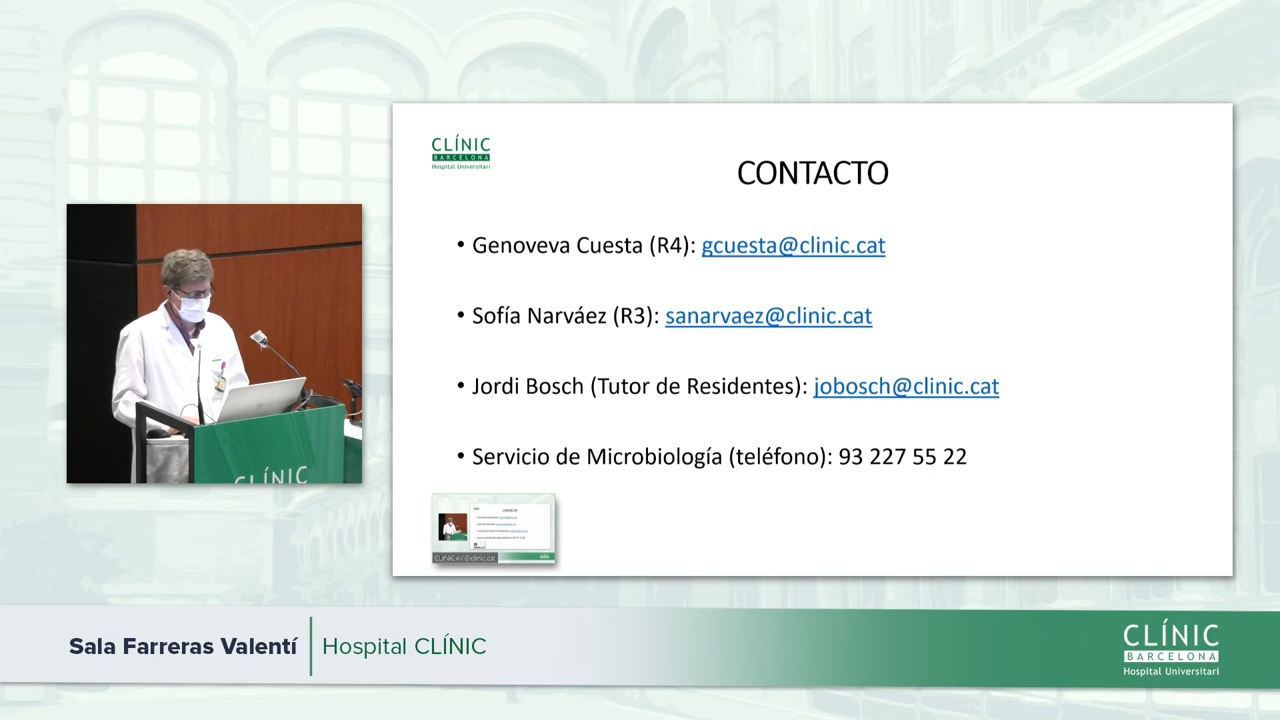 CLÍNIC
BARCELONA
Hospital Universitari
CONTACTO
• Genoveva Cuesta (R4): gcuesta@clinic.cat
• Sofía Narváez (R3): sanarvaez@clinic.cat
• Jordi Bosch (Tutor de Residentes): jobosch@clinic.cat
• Servicio de Microbiología (teléfono): 93 227 55 22
CLÍNIC
CONTACTO
Sala Farreras Valentí Hospital CLÍNIC
CLÍNIC
BARCELONA
Hospital Universitari